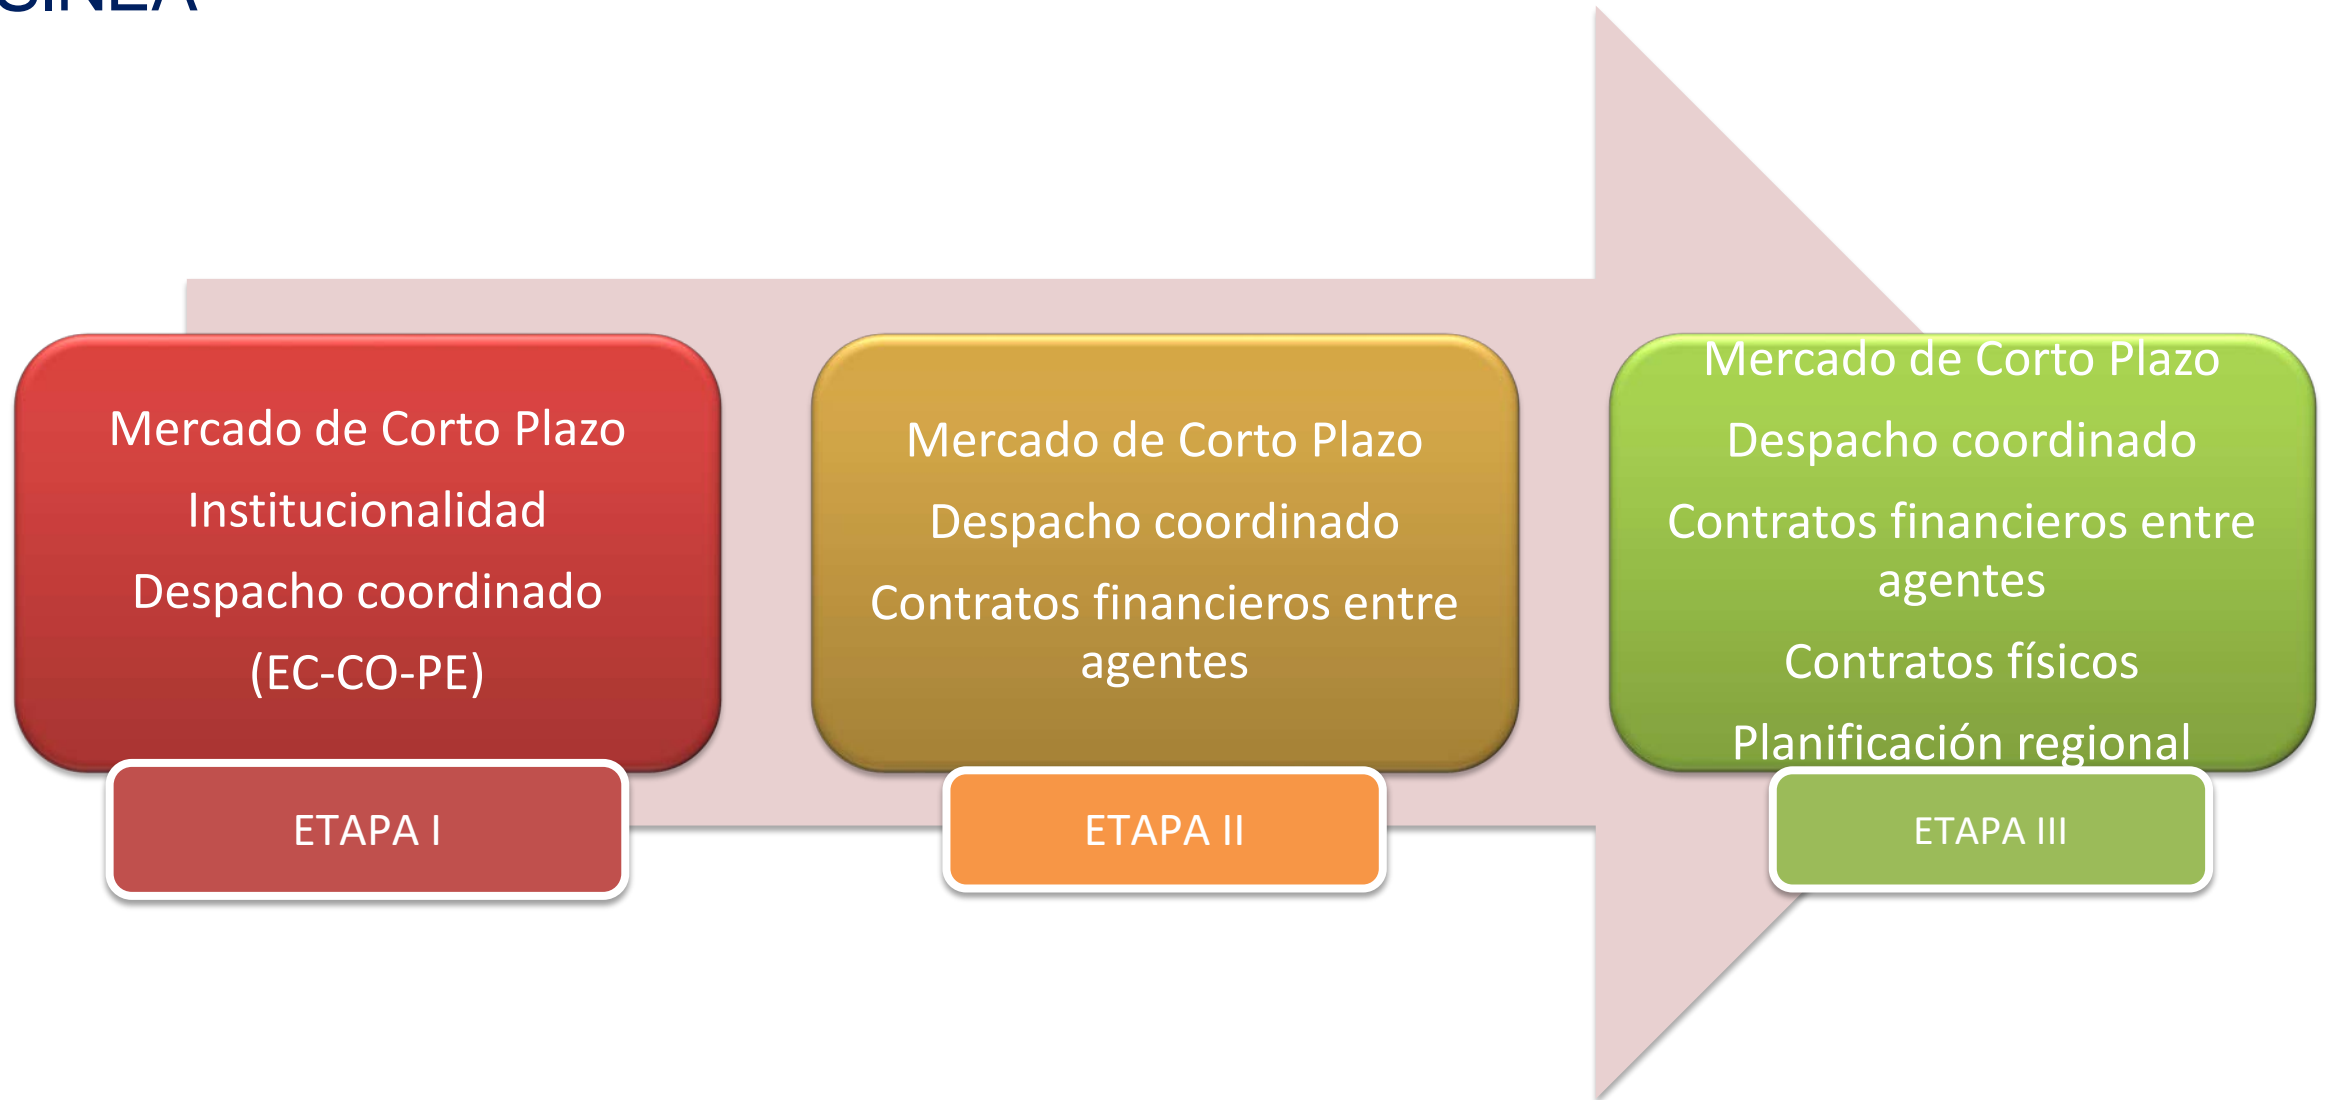 SINEA
Mercado de Corto Plazo
Institucionalidad
Despacho coordinado
(EC-CO-PE)
ETAPA I
Mercado de Corto Plazo
Despacho coordinado
Contratos financieros entre
agentes
ETAPA II
Mercado de Corto Plazo
Despacho coordinado
Contratos financieros entre
agentes
Contratos físicos
Planificación regional
ETAPA III